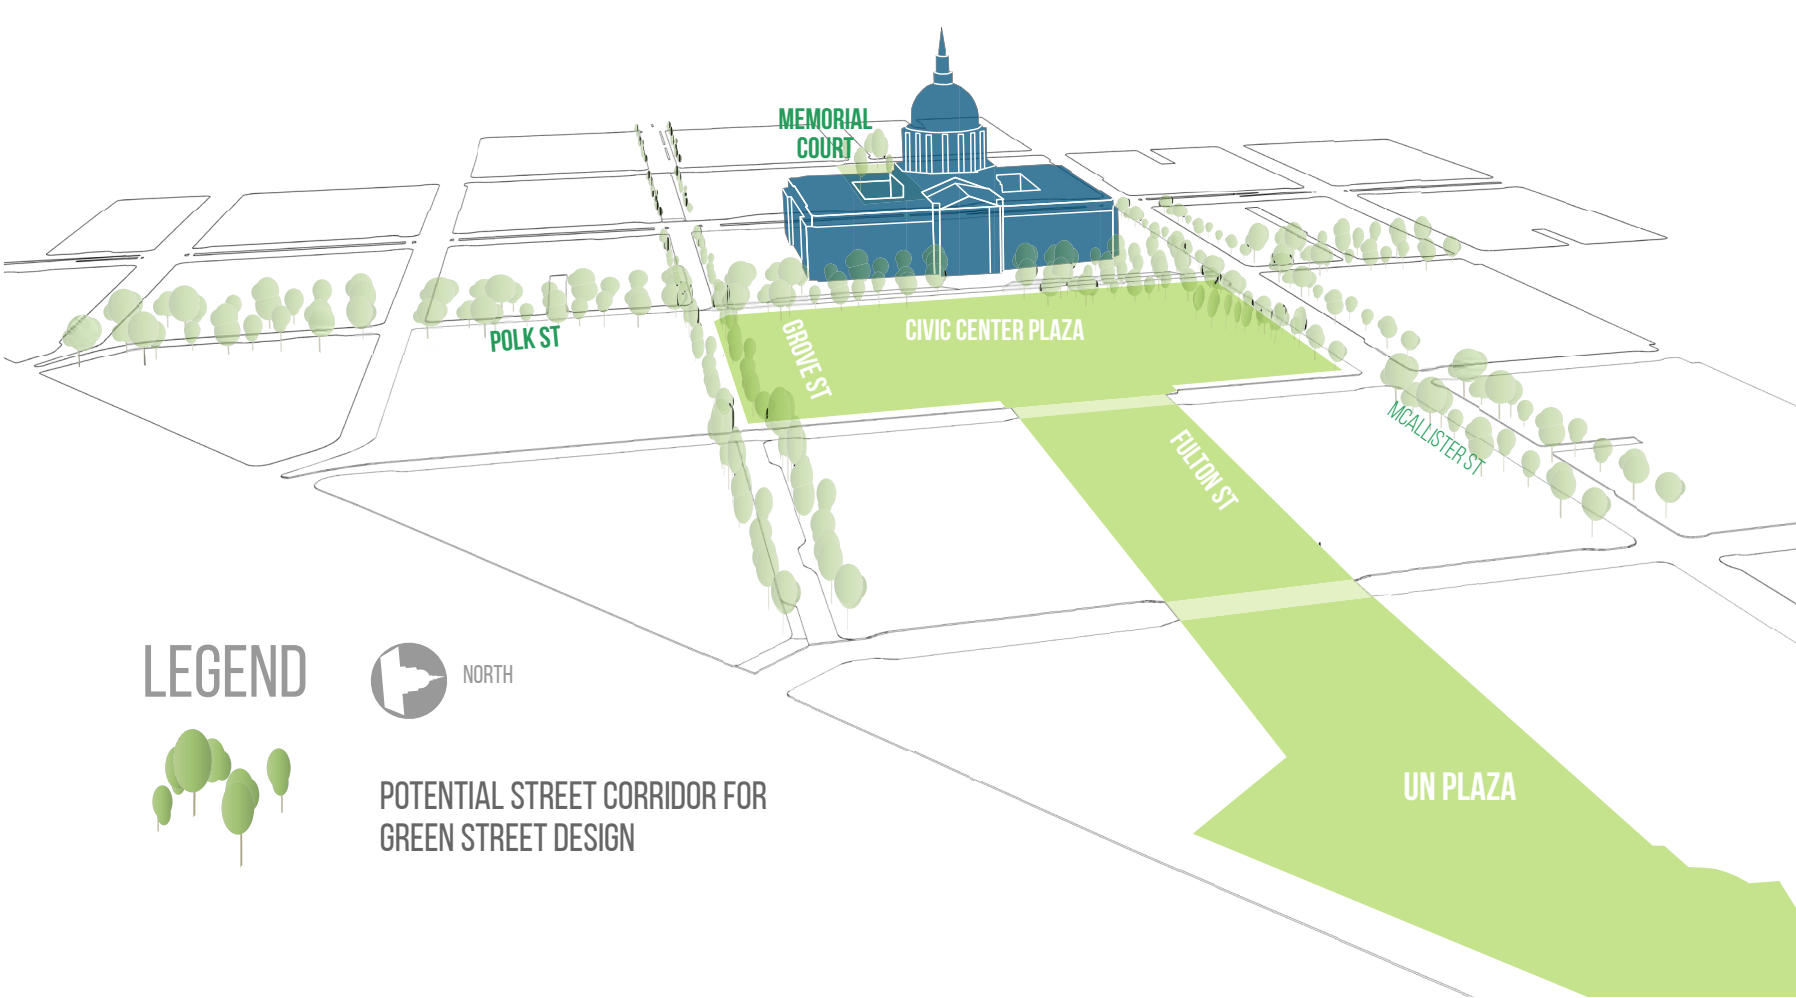 MEMORIAL
COURT
POLK ST
GROVE ST
CIVIC CENTER PLAZA
FULTON ST
MCALLISTER ST
LEGEND
NORTH
POTENTIAL STREET CORRIDOR FOR
GREEN STREET DESIGN
UN PLAZA